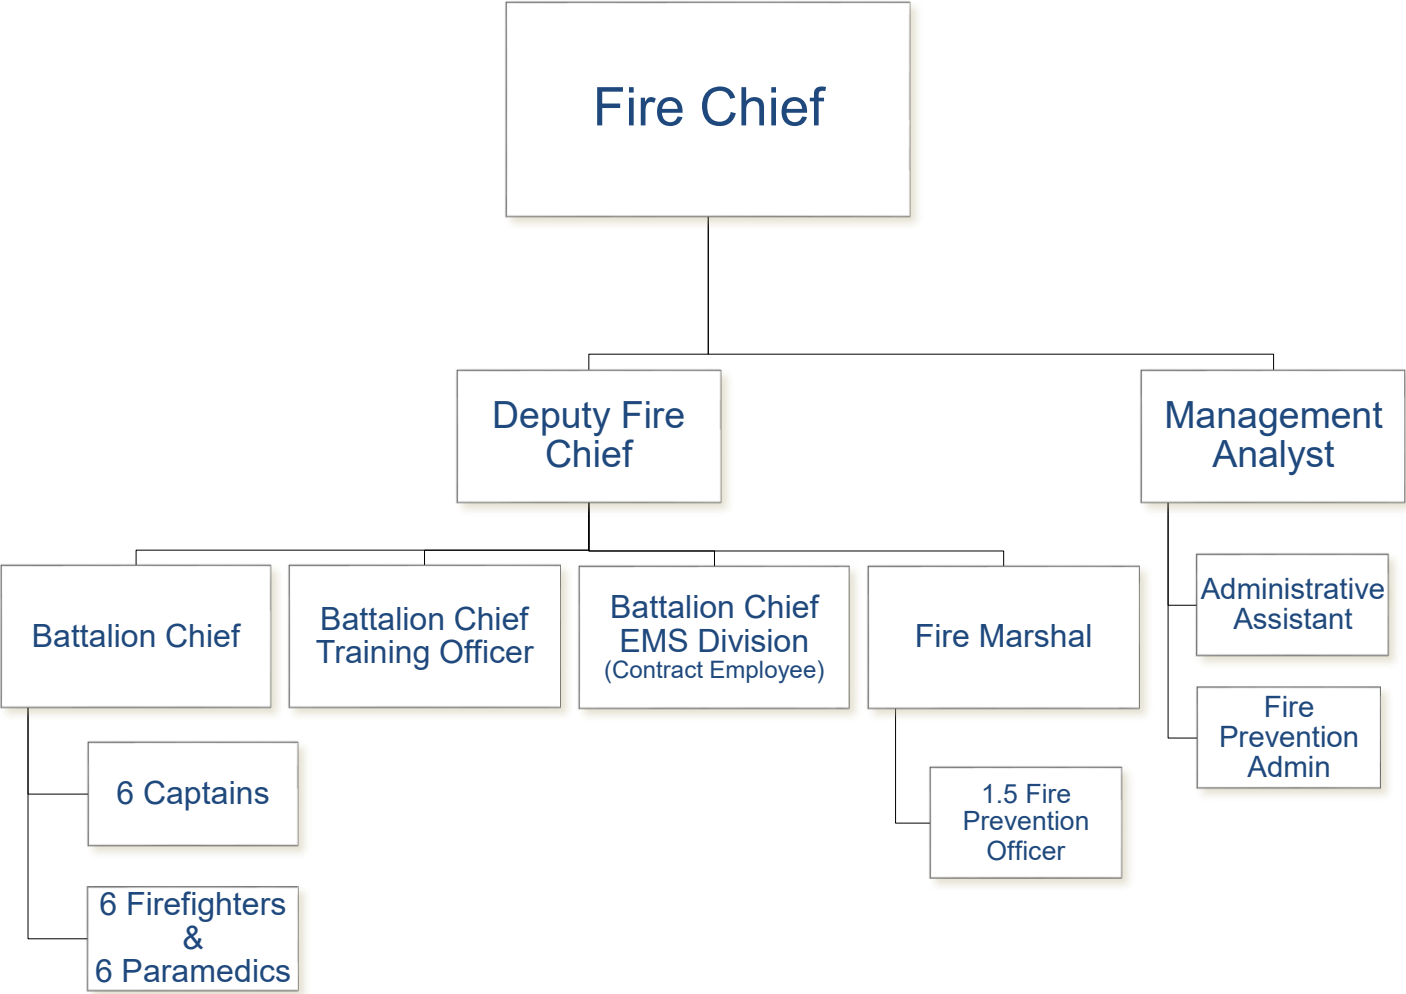 Fire Chief
Deputy Fire
Chief
Management
Analyst
Battalion Chief
Battalion Chief
Training Officer
Battalion Chief
EMS Division
(Contract Employee)
Fire Marshal
Administrative
Assistant
Fire
Prevention
Admin
6 Captains
1.5 Fire
Prevention
Officer
6 Firefighters
&
6 Paramedics